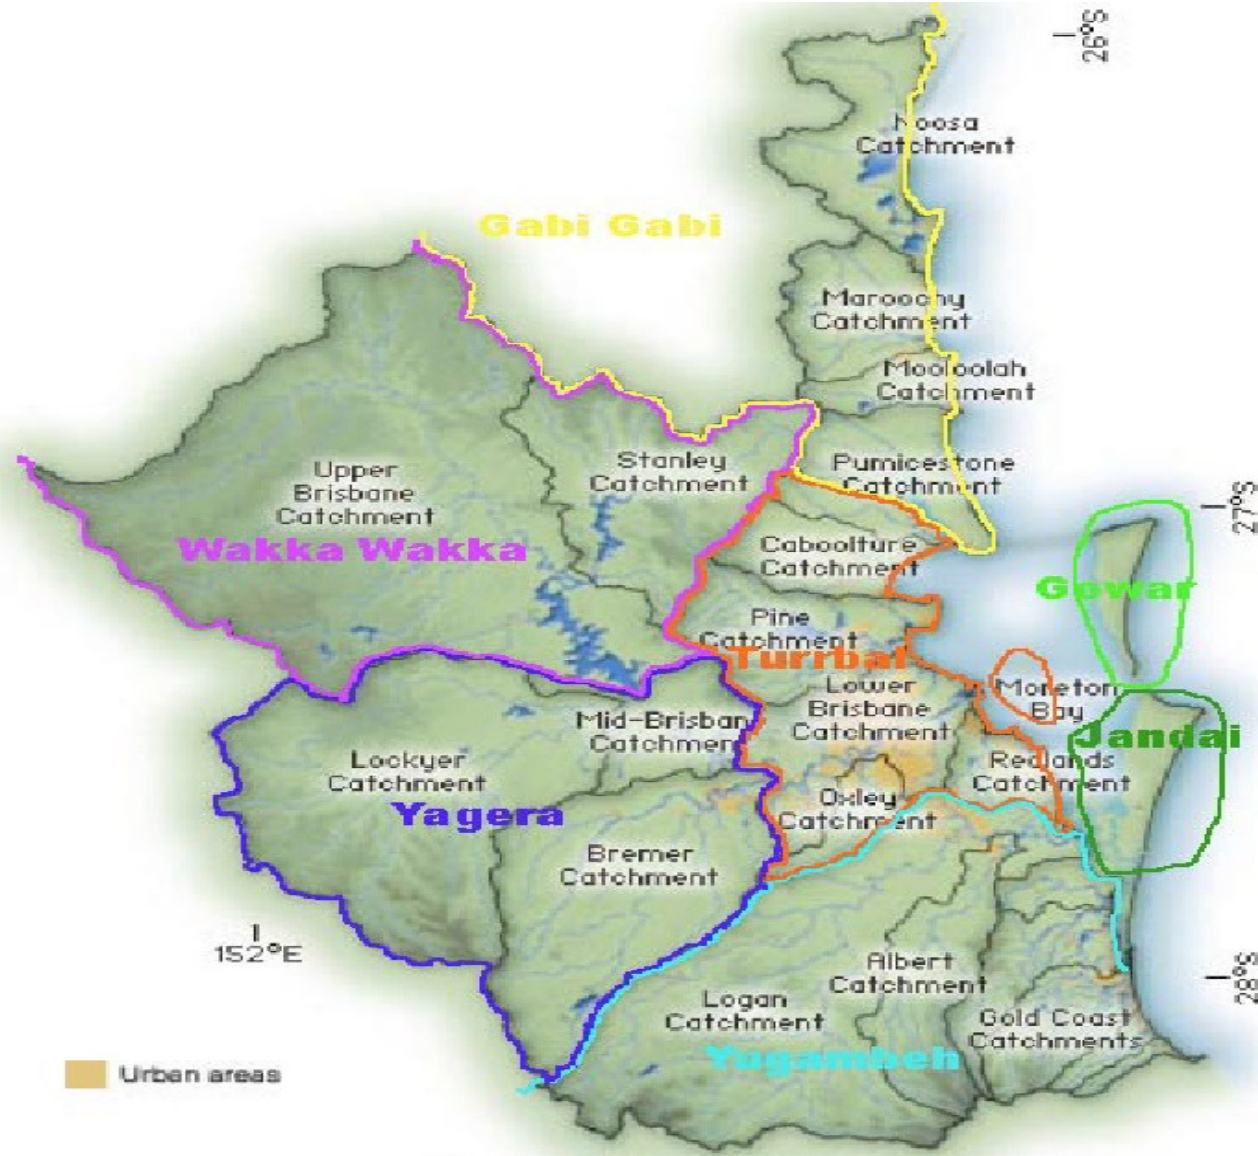 26°S
Noosa
Catchment
Gabi Gabi
Maroochy
Catchment
Mooloolah
Catchment
Stanley
Catchment
Pumicestone
Catchment
Upper
Brisbane
Catchment
27°S
Wakka Wakka
Caboolture
Catchment
Gowar
Pine
Catchment
Turrbal
Lower
Brisbane
Catchment
Moreton
Bay
Mid-Brisban
Catchmen
Jandai
Lockyer
Catchment
Redlands
Catchment
Yagera
Oxley
Catchment
Bremer
Catchment
152°E
Albert
Catchment
28°S
Logan
Catchment
Gold Coast
Catchments
Yugambeh
Urban areas